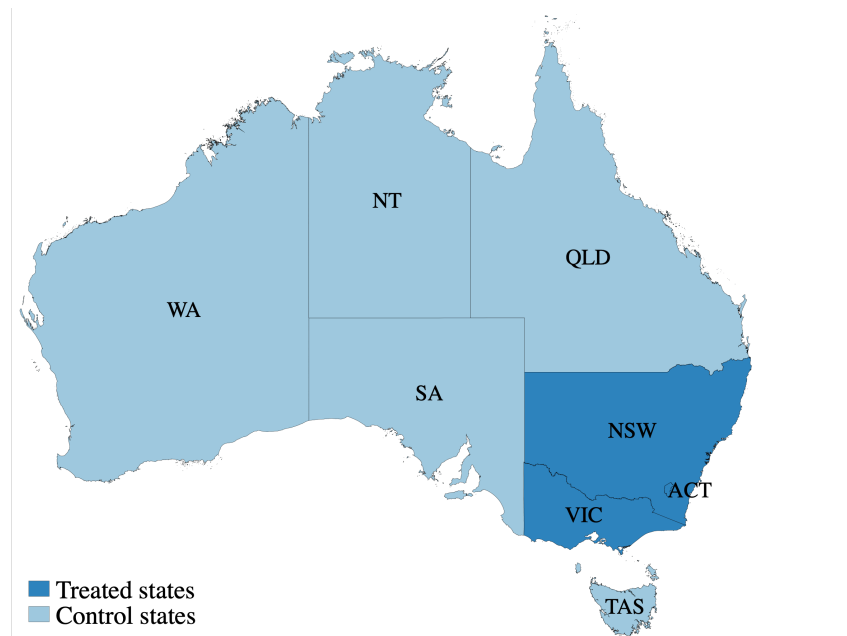 NT
QLD
WA
SA
NSW
ACT
VIC
Treated states
Control states
TAS